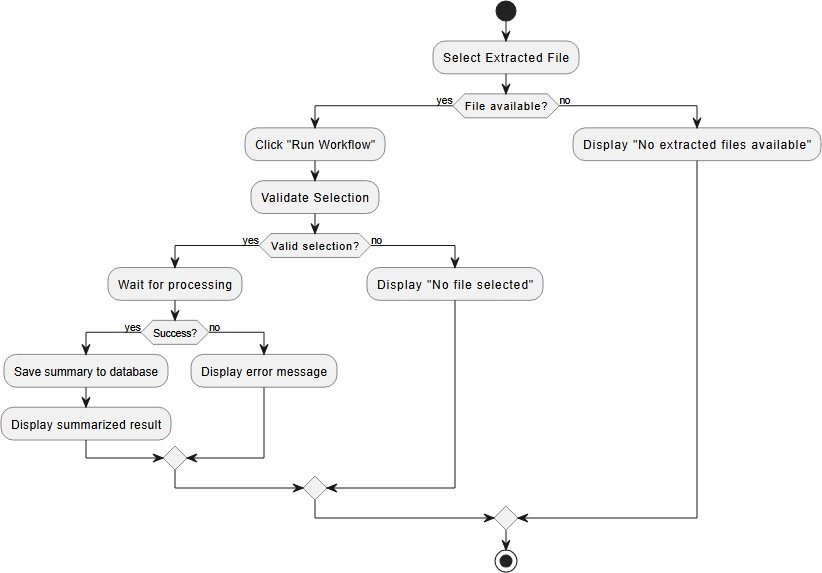 Select Extracted File
yes
File available?
no
Click "Run Workflow"
Display "No extracted files available"
Validate Selection
yes
Valid selection?
no
Wait for processing
Display "No file selected"
yes
Success?
no
Save summary to database
Display error message
Display summarized result